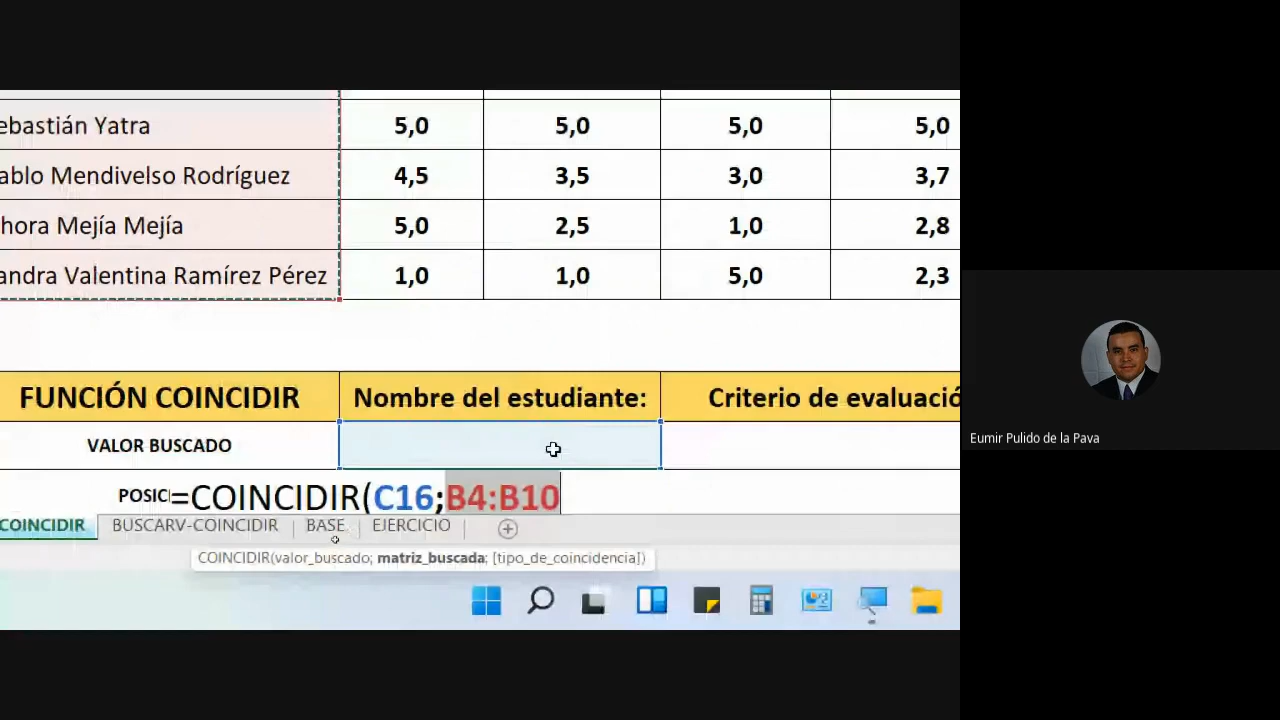 ebastián Yatra 5,0 5,0 5,0 5,0
ablo Mendivelso Rodríguez 4,5 3,5 3,0 3,7
hora Mejía Mejía 5,0 2,5 1,0 2,8
andra Valentina Ramírez Pérez 1,0 1,0 5,0 2,3
FUNCIÓN COINCIDIR Nombre del estudiante: Criterio de evaluació
VALOR BUSCADO
POSIC =COINCIDIR(C16;B4:B10
COINCIDIR BUSCARV-COINCIDIR BASE EJERCICIO
COINCIDIR(valor_buscado; matriz_buscada; [tipo_de_coincidencia])
Eumir Pulido de la Pava